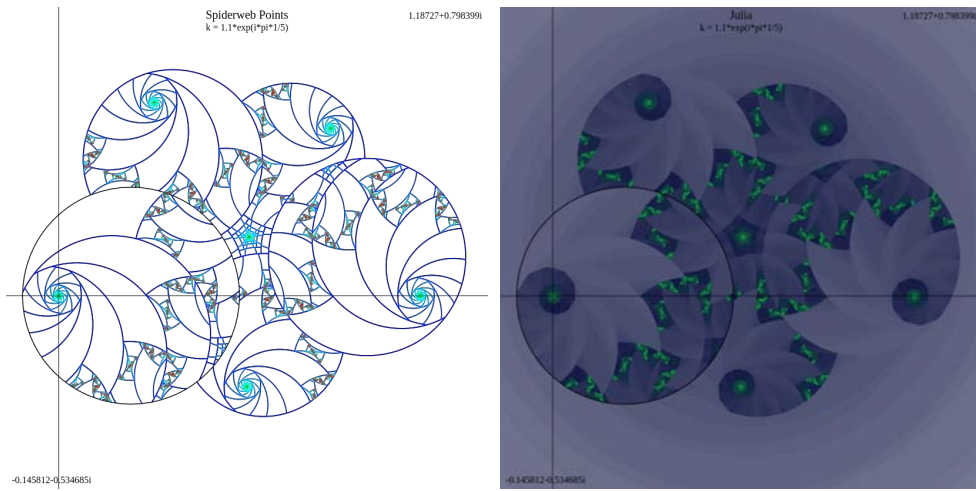 Spiderweb Points
k = 1.1*exp(i*pi*1/5)
1.18727+0.798399i
-0.145812-0.534685i
Julia
k = 1.1*exp(i*pi*1/5)
1.18727+0.798399i
-0.145812-0.534685i